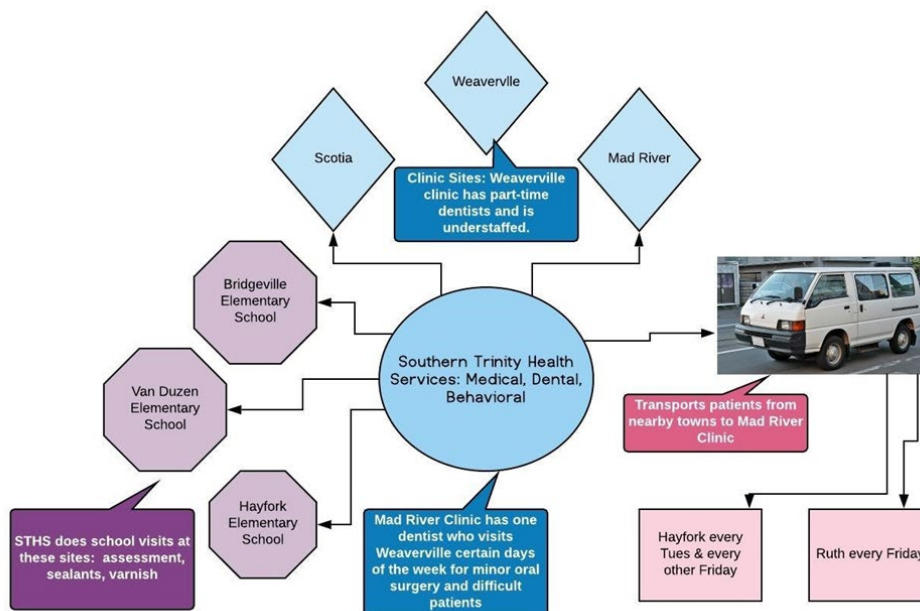 Weavervlle
Scotia
Mad River
Clinic Sites: Weaverville
clinic has part-time
dentists and is
understaffed.
Bridgeville
Elementary
School
Southern Trinity Health
Services: Medical, Dental,
Behavioral
Van Duzen
Elementary
School
Transports patients from
nearby towns to Mad River
Clinic
Hayfork
Elementary
School
STHS does school visits at
these sites: assessment,
sealants, varnish
Mad River Clinic has one
dentist who visits
Weaverville certain days
of the week for minor oral
surgery and difficult
patients
Hayfork every
Tues & every
other Friday
Ruth every Friday